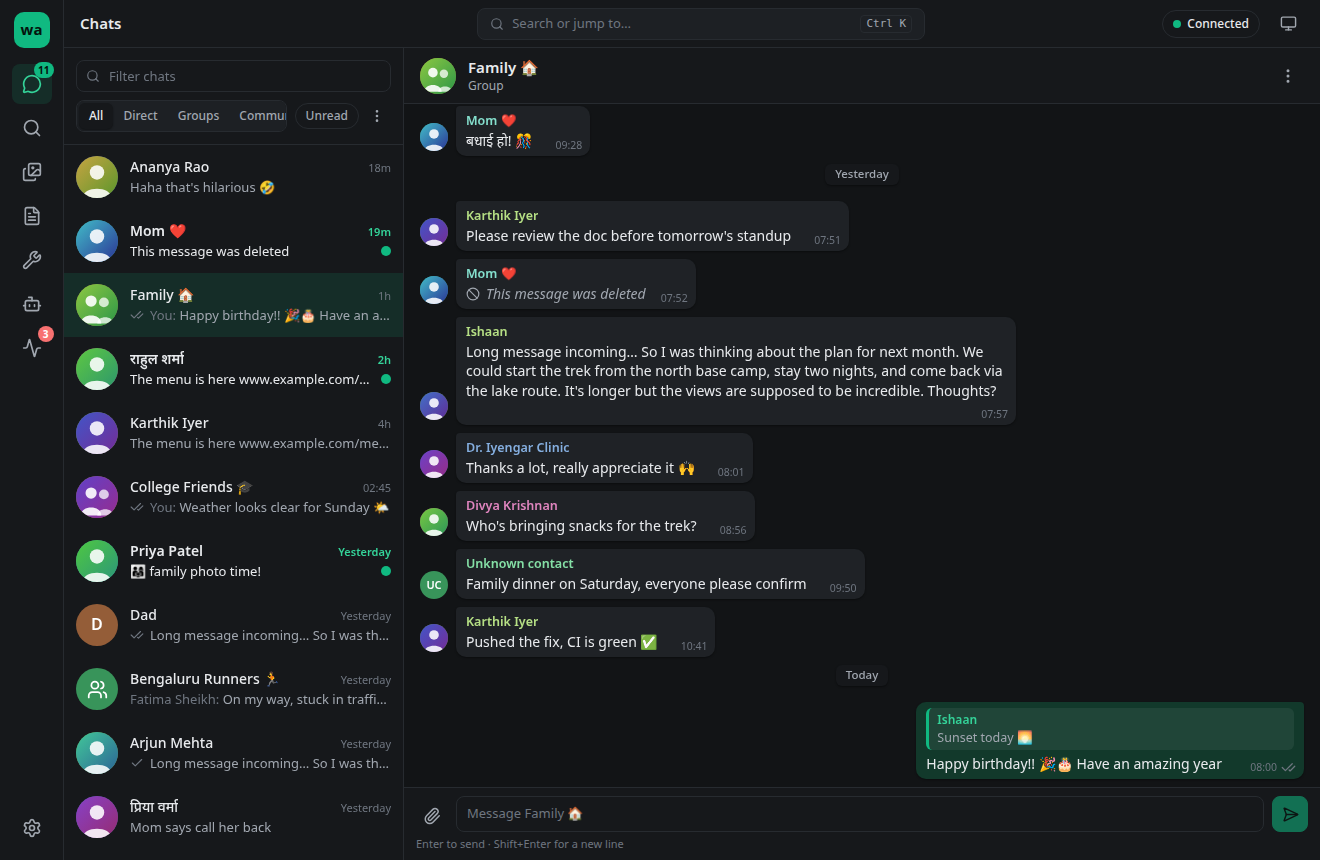 wa
Chats
Search or jump to...
Ctrl K
Connected
11
3
Filter chats
All
Direct
Groups
Commu
Unread
Ananya Rao
18m
Haha that's hilarious 🤣
Mom ❤️
19m
This message was deleted
Family 🏠
1h
You: Happy birthday!! 🎉🎂 Have an a...
राहुल शर्मा
2h
The menu is here www.example.com/...
Karthik Iyer
4h
The menu is here www.example.com/me...
College Friends 🎓
02:45
You: Weather looks clear for Sunday 🌤️
Priya Patel
Yesterday
👨‍👩‍👧 family photo time!
D
Dad
Yesterday
Long message incoming... So I was th...
Bengaluru Runners 🏃
Yesterday
Fatima Sheikh: On my way, stuck in traffi...
Arjun Mehta
Yesterday
Long message incoming... So I was th...
प्रिया वर्मा
Yesterday
Mom says call her back
Family 🏠
Group
Mom ❤️
बधाई हो! 🎊
09:28
Yesterday
Karthik Iyer
Please review the doc before tomorrow's standup
07:51
Mom ❤️
This message was deleted
07:52
Ishaan
Long message incoming... So I was thinking about the plan for next month. We
could start the trek from the north base camp, stay two nights, and come back via
the lake route. It's longer but the views are supposed to be incredible. Thoughts?
07:57
Dr. Iyengar Clinic
Thanks a lot, really appreciate it 🙌
08:01
Divya Krishnan
Who's bringing snacks for the trek?
08:56
UC
Unknown contact
Family dinner on Saturday, everyone please confirm
09:50
Karthik Iyer
Pushed the fix, CI is green ✅
10:41
Today
Ishaan
Sunset today 🌅
Happy birthday!! 🎉🎂 Have an amazing year
08:00
Message Family 🏠
Enter to send · Shift+Enter for a new line